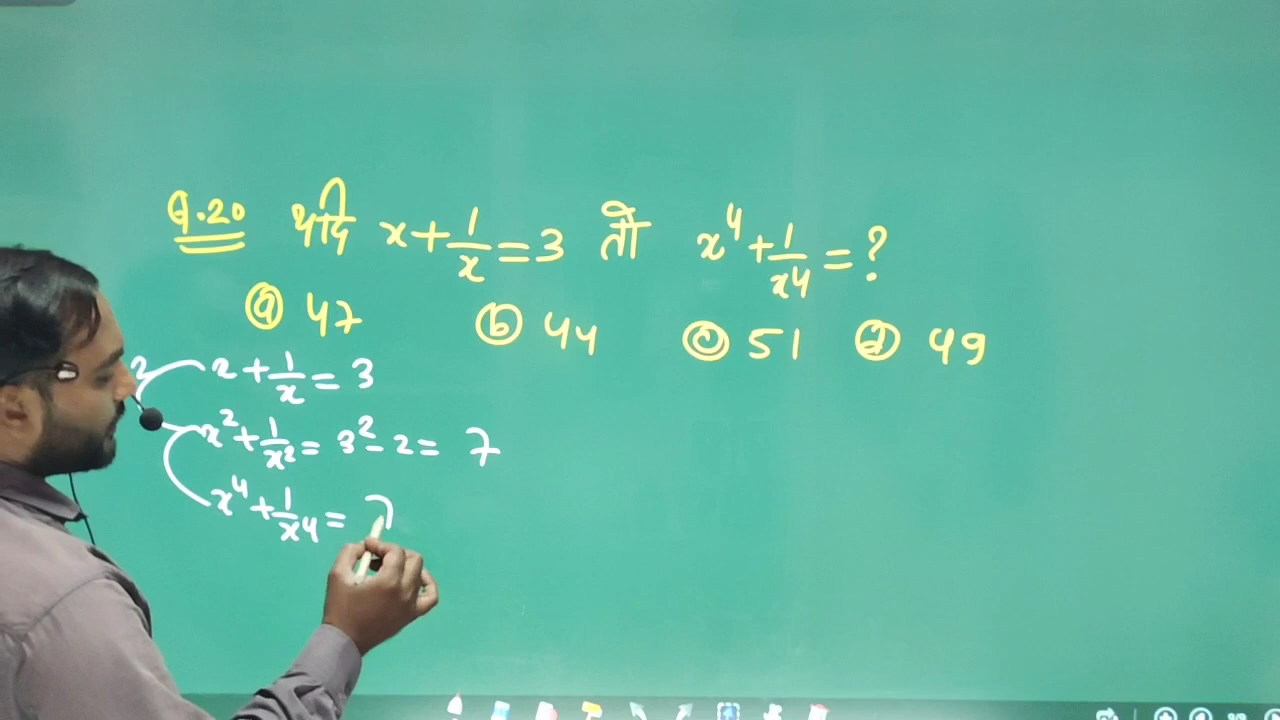 Q.20 यदि x + 1/x = 3 तो x⁴ + 1/x⁴ = ?
ⓐ 47 ⓑ 44 ⓒ 51 ⓓ 49
x + 1/x = 3
x² + 1/x² = 3² - 2 = 7
x⁴ + 1/x⁴ = 7